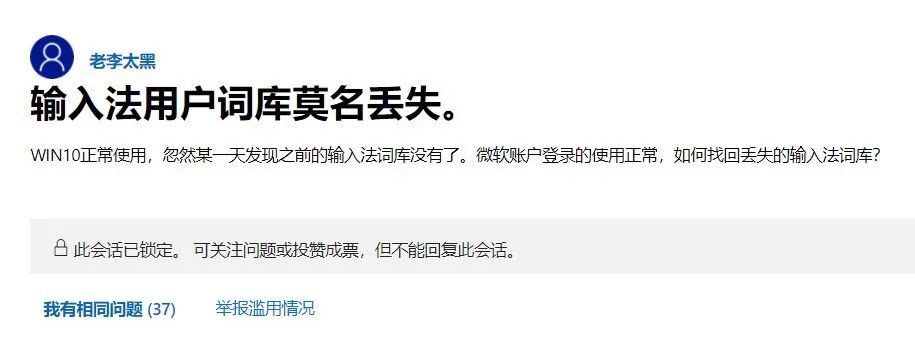 老李太黑
输入法用户词库莫名丢失。
WIN10正常使用，忽然某一天发现之前的输入法词库没有了。微软账户登录的使用正常，如何找回丢失的输入法词库？
此会话已锁定。 可关注问题或投赞成票，但不能回复此会话。
我有相同问题 (37) 举报滥用情况